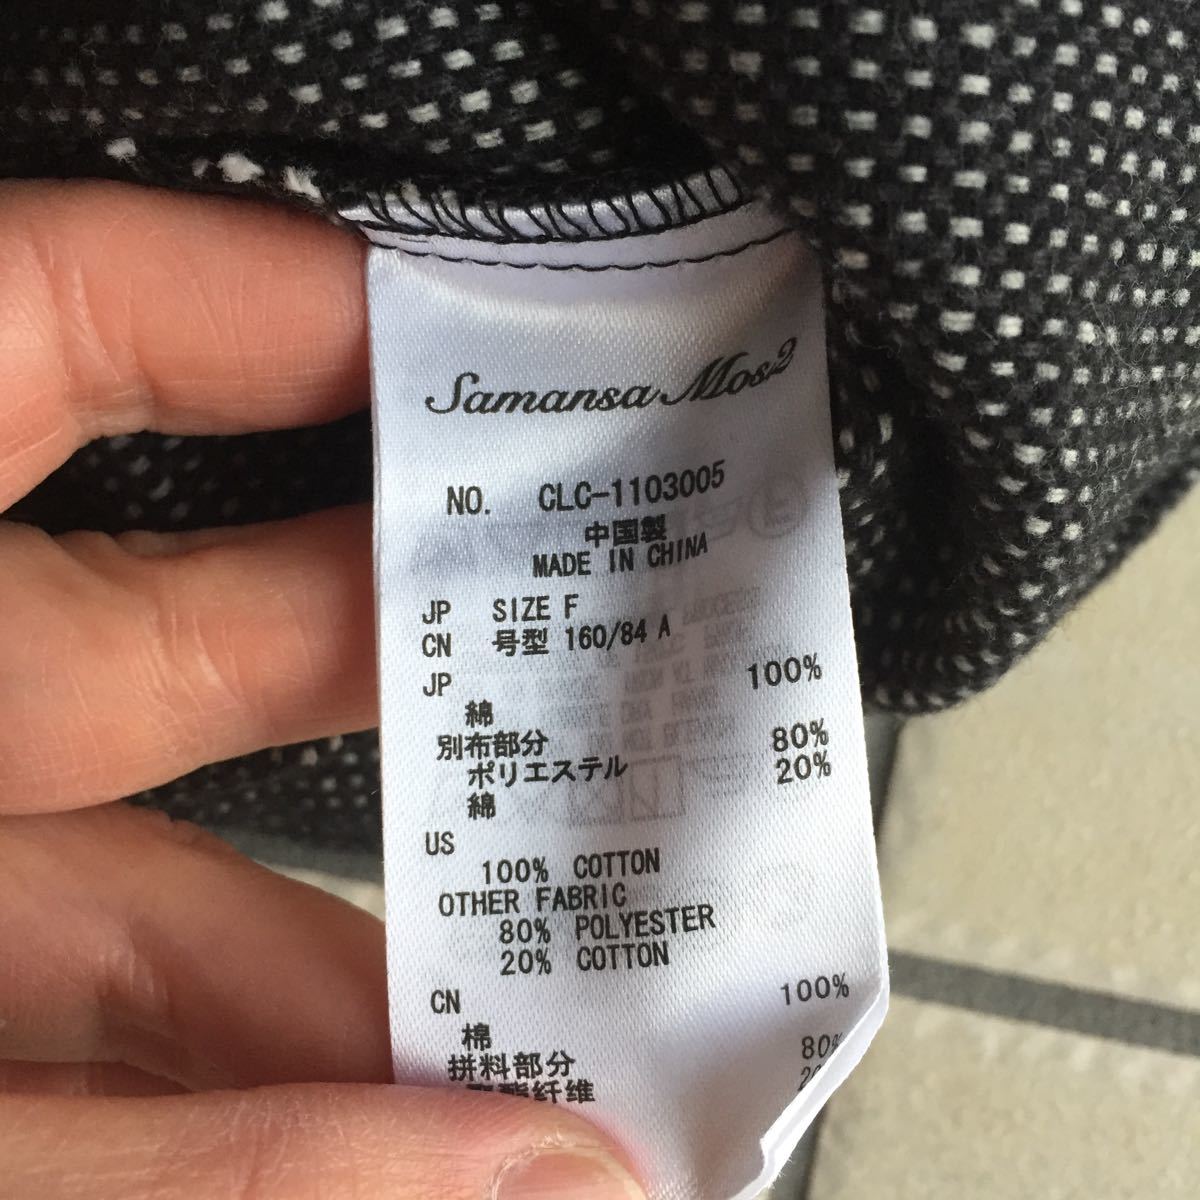 Samansa Mos2
NO. CLC-1103005
中国製
MADE IN CHINA
JP SIZE F
CN 号型 160/84 A
JP 100%
綿
別布部分
ポリエステル 80%
綿 20%
US
100% COTTON
OTHER FABRIC
80% POLYESTER
20% COTTON
CN 100%
棉
拼料部分
纤维